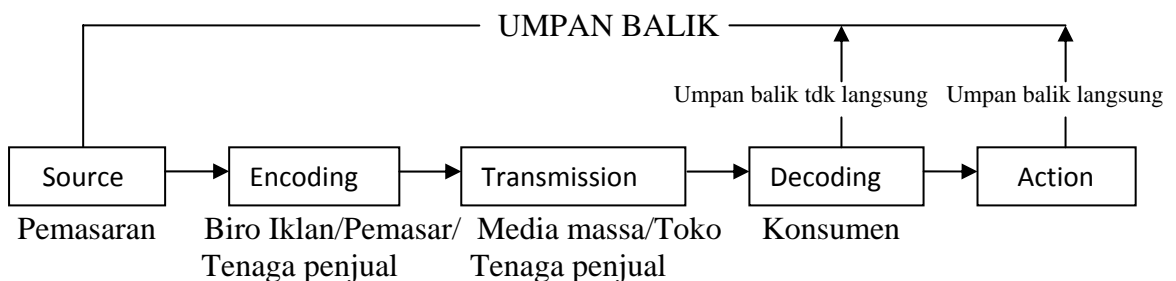 UMPAN BALIK
Umpan balik tdk langsung Umpan balik langsung
Source Encoding Transmission Decoding Action
Pemasaran Biro Iklan/Pemasar/ Media massa/Toko Konsumen
Tenaga penjual Tenaga penjual